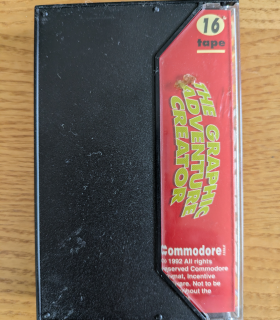 16
tape
THE GRAPHIC
ADVENTURE
CREATOR
Commodore
1992 All rights
reserved Commodore
Incentive
Not to be
the